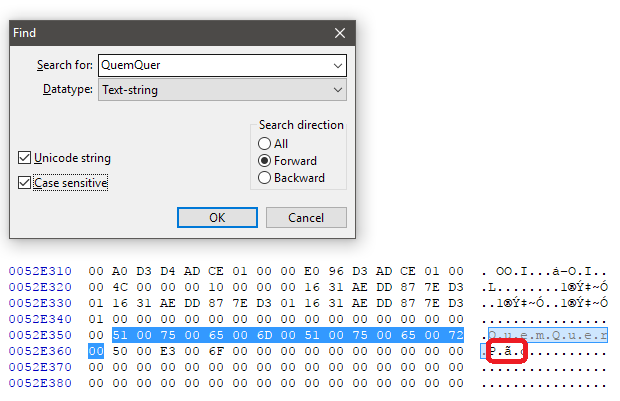 Find
Search for: QuemQuer
Datatype: Text-string
Search direction
All
Unicode string
Forward
Case sensitive
Backward
OK Cancel
0052E310 00 A0 D3 D4 AD CE 01 00 00 E0 96 D3 AD CE 01 00 . ÓÔ.Î...à–Ó.Î..
0052E320 00 4C 00 00 00 10 00 00 00 16 31 AE DD 87 7E D3 .L........1®Ý‡~Ó
0052E330 01 16 31 AE DD 87 7E D3 01 16 31 AE DD 87 7E D3 ..1®Ý‡~Ó..1®Ý‡~Ó
0052E340 00 00 00 00 00 00 00 00 00 00 00 00 00 00 00 00 ................
0052E350 00 51 00 75 00 65 00 6D 00 51 00 75 00 65 00 72 .Q.u.e.m.Q.u.e.r
0052E360 00 50 00 E3 00 6F 00 00 00 00 00 00 00 00 00 00 .P.ã.o..........
0052E370 00 00 00 00 00 00 00 00 00 00 00 00 00 00 00 00 ................
0052E380 00 00 00 00 00 00 00 00 00 00 00 00 00 00 00 00 ................